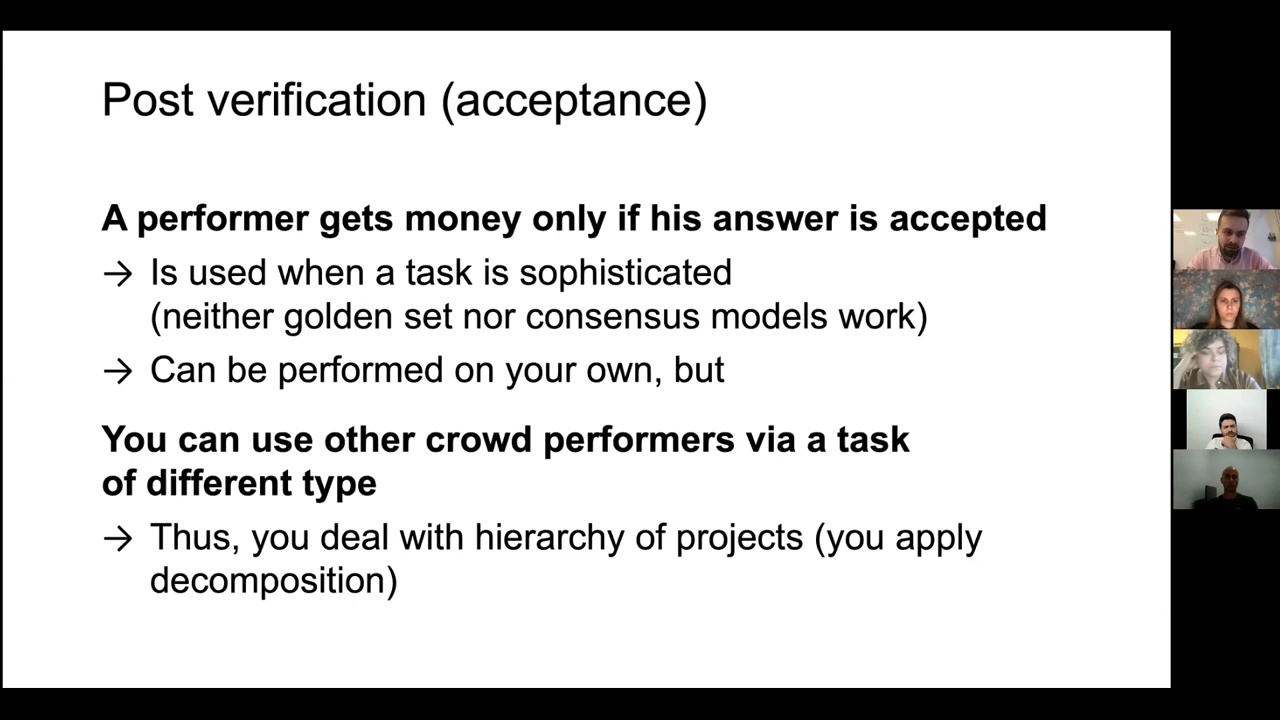 Post verification (acceptance)
A performer gets money only if his answer is accepted
→ Is used when a task is sophisticated
(neither golden set nor consensus models work)
→ Can be performed on your own, but
You can use other crowd performers via a task
of different type
→ Thus, you deal with hierarchy of projects (you apply
decomposition)